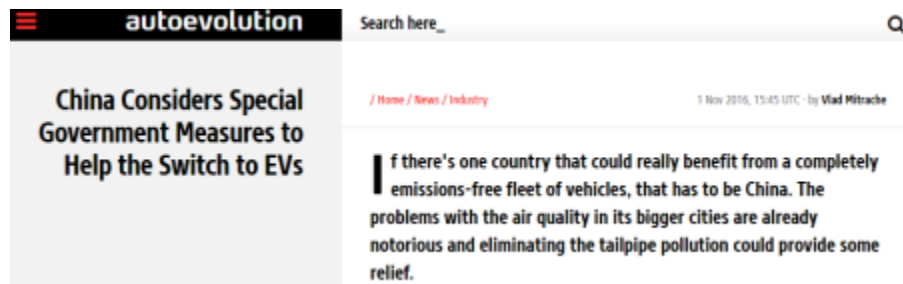 autoevolution
Search here_
China Considers Special
Government Measures to
Help the Switch to EVs
/ Home / News / Industry
1 Nov 2016, 15:45 UTC · by Vlad Mitrache
If there's one country that could really benefit from a completely
emissions-free fleet of vehicles, that has to be China. The
problems with the air quality in its bigger cities are already
notorious and eliminating the tailpipe pollution could provide some
relief.